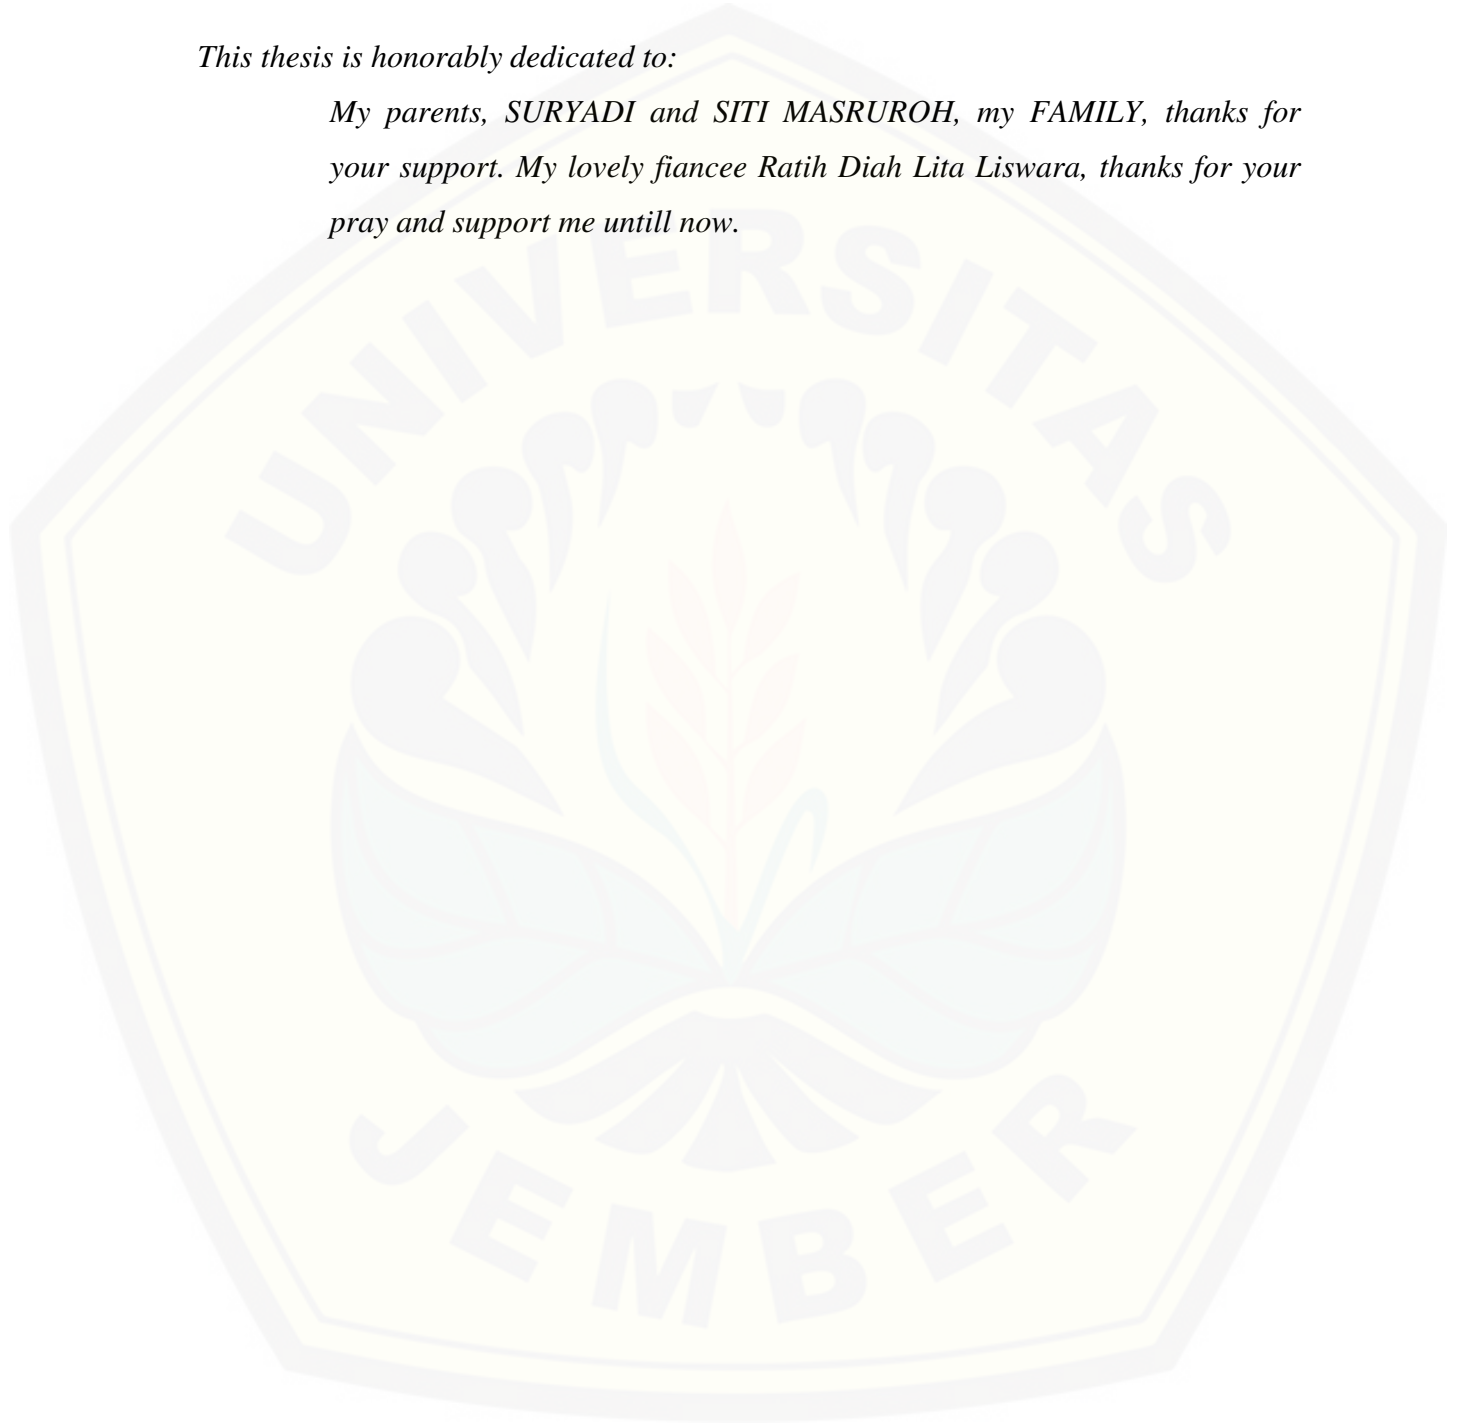 This thesis is honorably dedicated to:
My parents, SURYADI and SITI MASRUROH, my FAMILY, thanks for
your support. My lovely fiancee Ratih Diah Lita Liswara, thanks for your
pray and support me untill now.
UNIVERSITAS
JEMBER